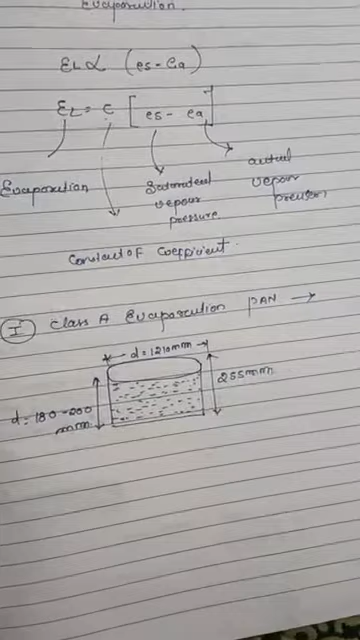 Evaporation.
EL ∝ (es - ea)
EL = C [es - ea]
Evaporation
Saturated vapour pressure
actual vapour pressure
Constant of Coefficient.
I Class A Evaporation PAN →
d = 1210mm
255mm
d = 180-200 mm